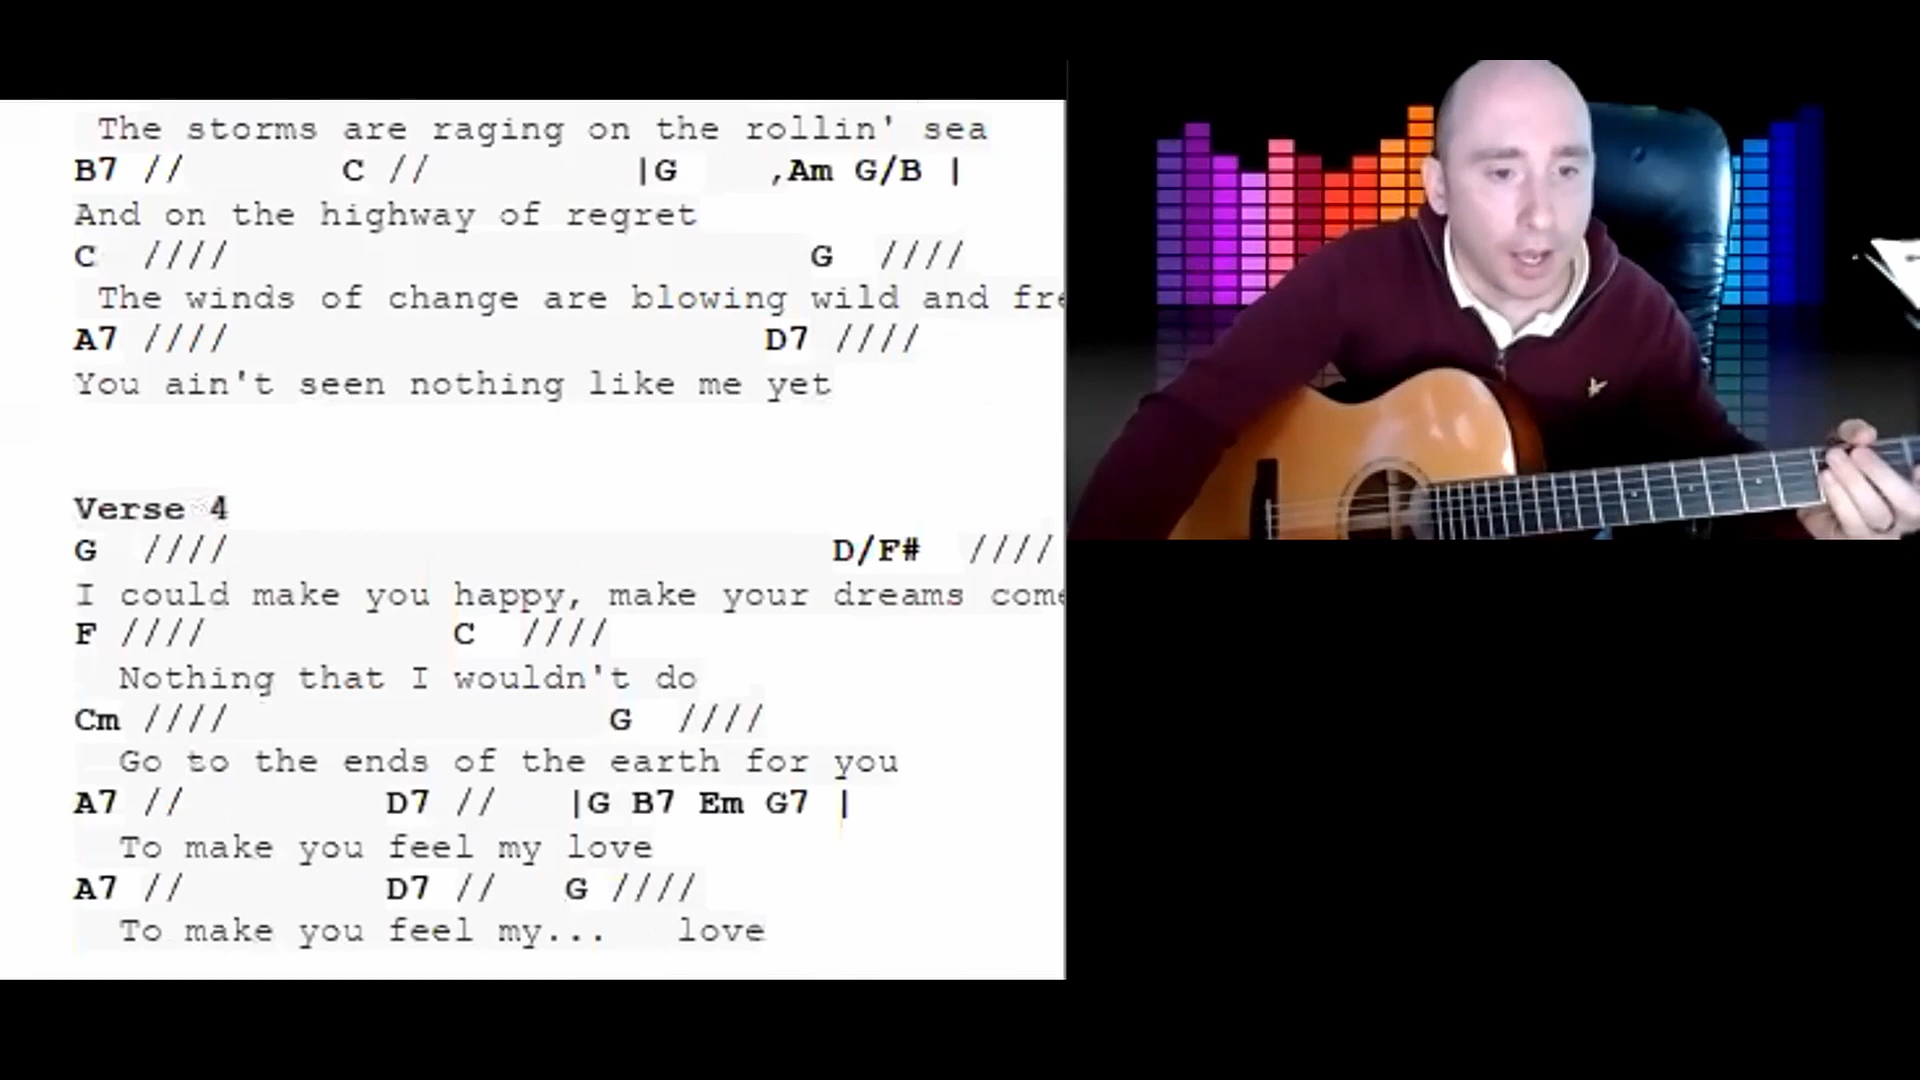 The storms are raging on the rollin' sea
B7 // C // |G ,Am G/B |
And on the highway of regret
C //// G ////
The winds of change are blowing wild and fre
A7 //// D7 ////
You ain't seen nothing like me yet
Verse 4
G //// D/F# ////
I could make you happy, make your dreams come
F //// C ////
Nothing that I wouldn't do
Cm //// G ////
Go to the ends of the earth for you
A7 // D7 // |G B7 Em G7 |
To make you feel my love
A7 // D7 // G ////
To make you feel my... love